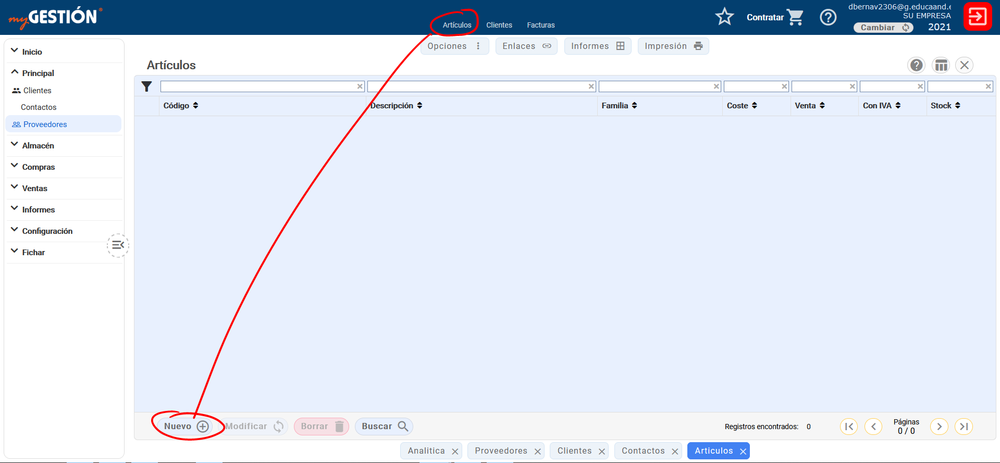 myGESTIÓN®
Artículos
Clientes
Facturas
Contratar
dbernav2306@g.educaand.e
SU EMPRESA
Cambiar
2021
Opciones
Enlaces
Informes
Impresión
Inicio
Principal
Clientes
Contactos
Proveedores
Almacén
Compras
Ventas
Informes
Configuración
Fichar
Artículos
Código
Descripción
Familia
Coste
Venta
Con IVA
Stock
Nuevo
Modificar
Borrar
Buscar
Registros encontrados: 0
Páginas
0 / 0
Analitica
Proveedores
Clientes
Contactos
Articulos